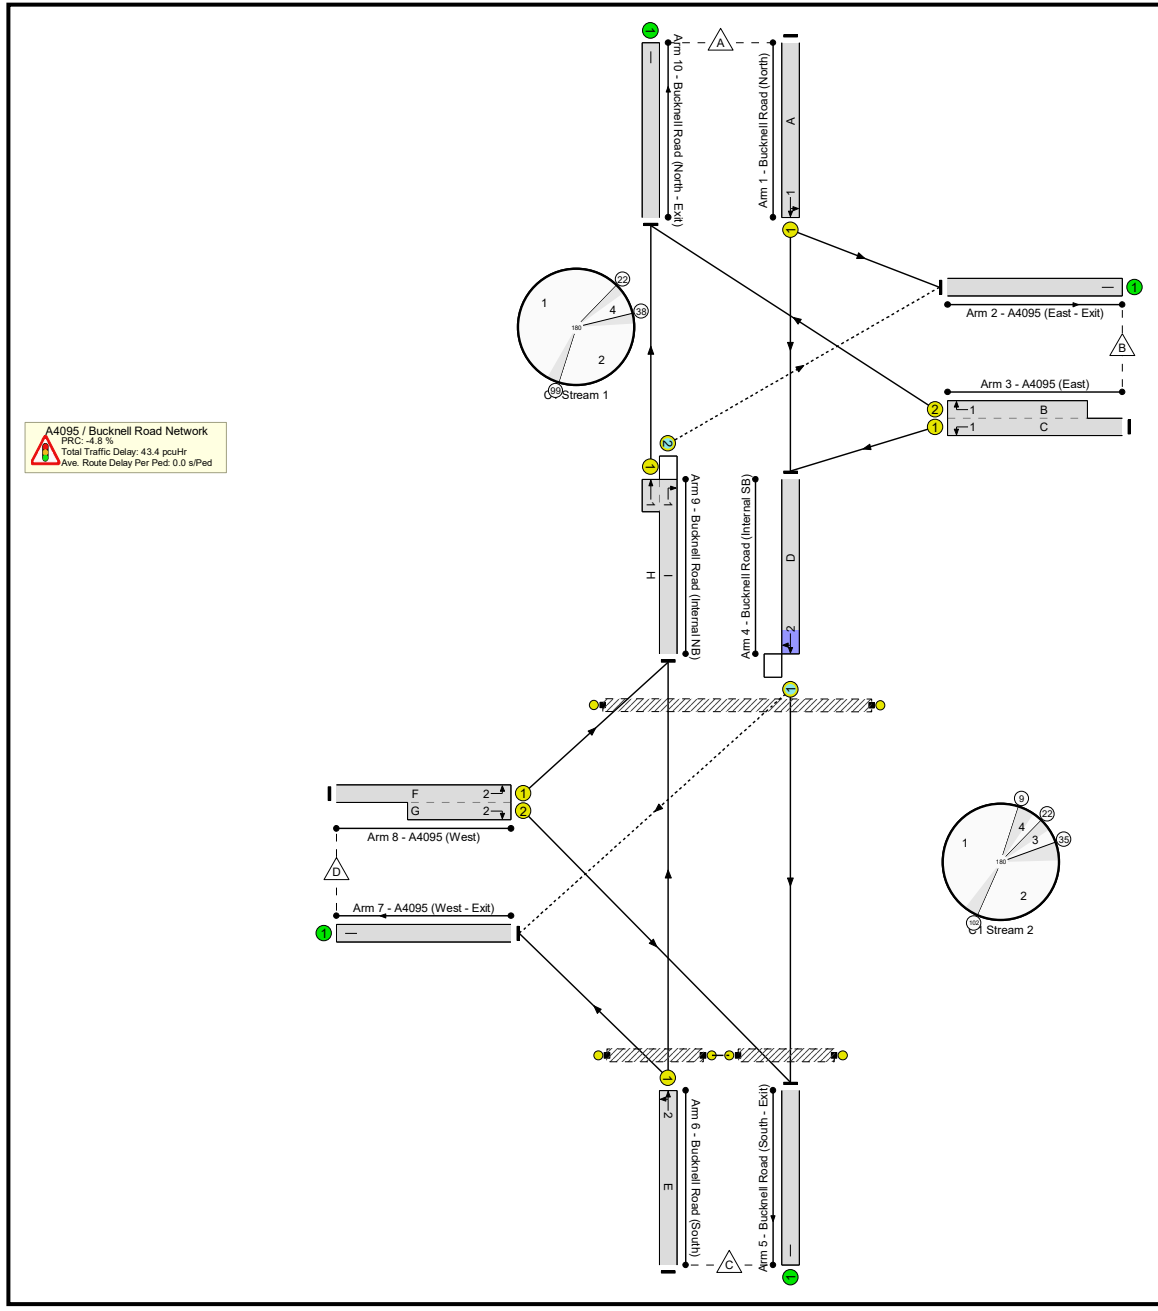 1
Arm 10 - Bucknell Road (North - Exit)
A
Arm 1 - Bucknell Road (North)
A
1
1
Arm 2 - A4095 (East - Exit)
1
B
Arm 3 - A4095 (East)
2
1
B
1
1
C
1
22
4
38
2
180
99
C1 Stream 1
A4095 / Bucknell Road Network
PRC: -4.8 %
Total Traffic Delay: 43.4 pcuHr
Ave. Route Delay Per Ped: 0.0 s/Ped
2
1
1
1
H
I
Arm 9 - Bucknell Road (Internal NB)
Arm 4 - Bucknell Road (Internal SB)
D
2
1
F
2
1
G
2
2
Arm 8 - A4095 (West)
D
Arm 7 - A4095 (West - Exit)
1
9
22
35
4
3
1
180
2
102
C1 Stream 2
1
2
E
Arm 6 - Bucknell Road (South)
C
Arm 5 - Bucknell Road (South - Exit)
1